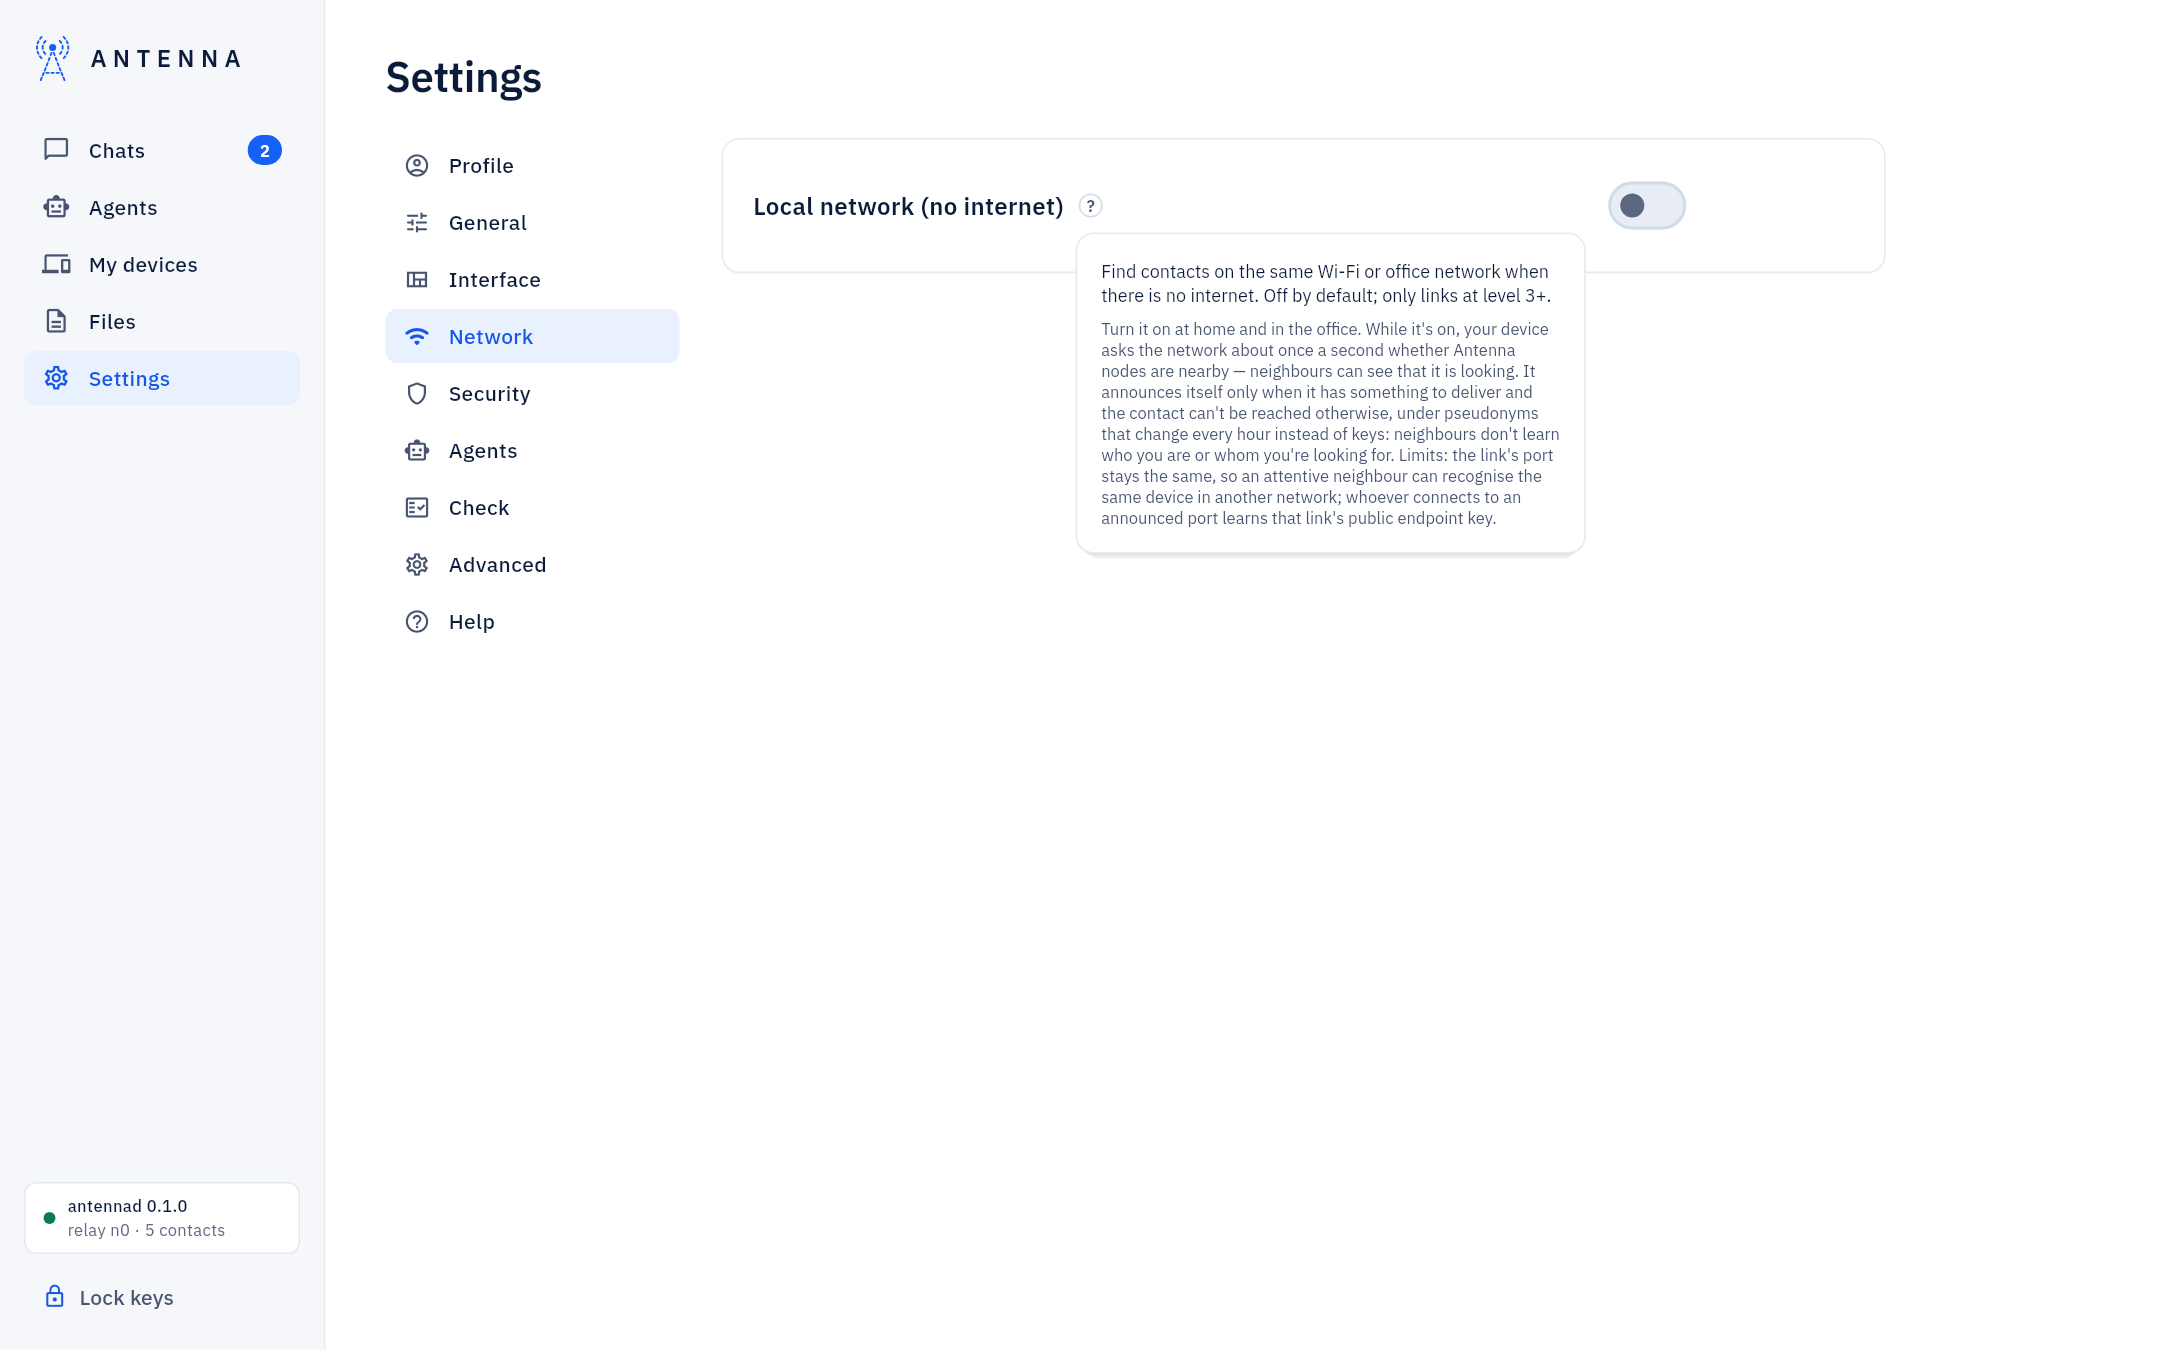 ANTENNA
Chats 2
Agents
My devices
Files
Settings
antennad 0.1.0
relay n0 · 5 contacts
Lock keys
Settings
Profile
General
Interface
Network
Security
Agents
Check
Advanced
Help
Local network (no internet) ?
Find contacts on the same Wi-Fi or office network when
there is no internet. Off by default; only links at level 3+.
Turn it on at home and in the office. While it's on, your device
asks the network about once a second whether Antenna
nodes are nearby — neighbours can see that it is looking. It
announces itself only when it has something to deliver and
the contact can't be reached otherwise, under pseudonyms
that change every hour instead of keys: neighbours don't learn
who you are or whom you're looking for. Limits: the link's port
stays the same, so an attentive neighbour can recognise the
same device in another network; whoever connects to an
announced port learns that link's public endpoint key.